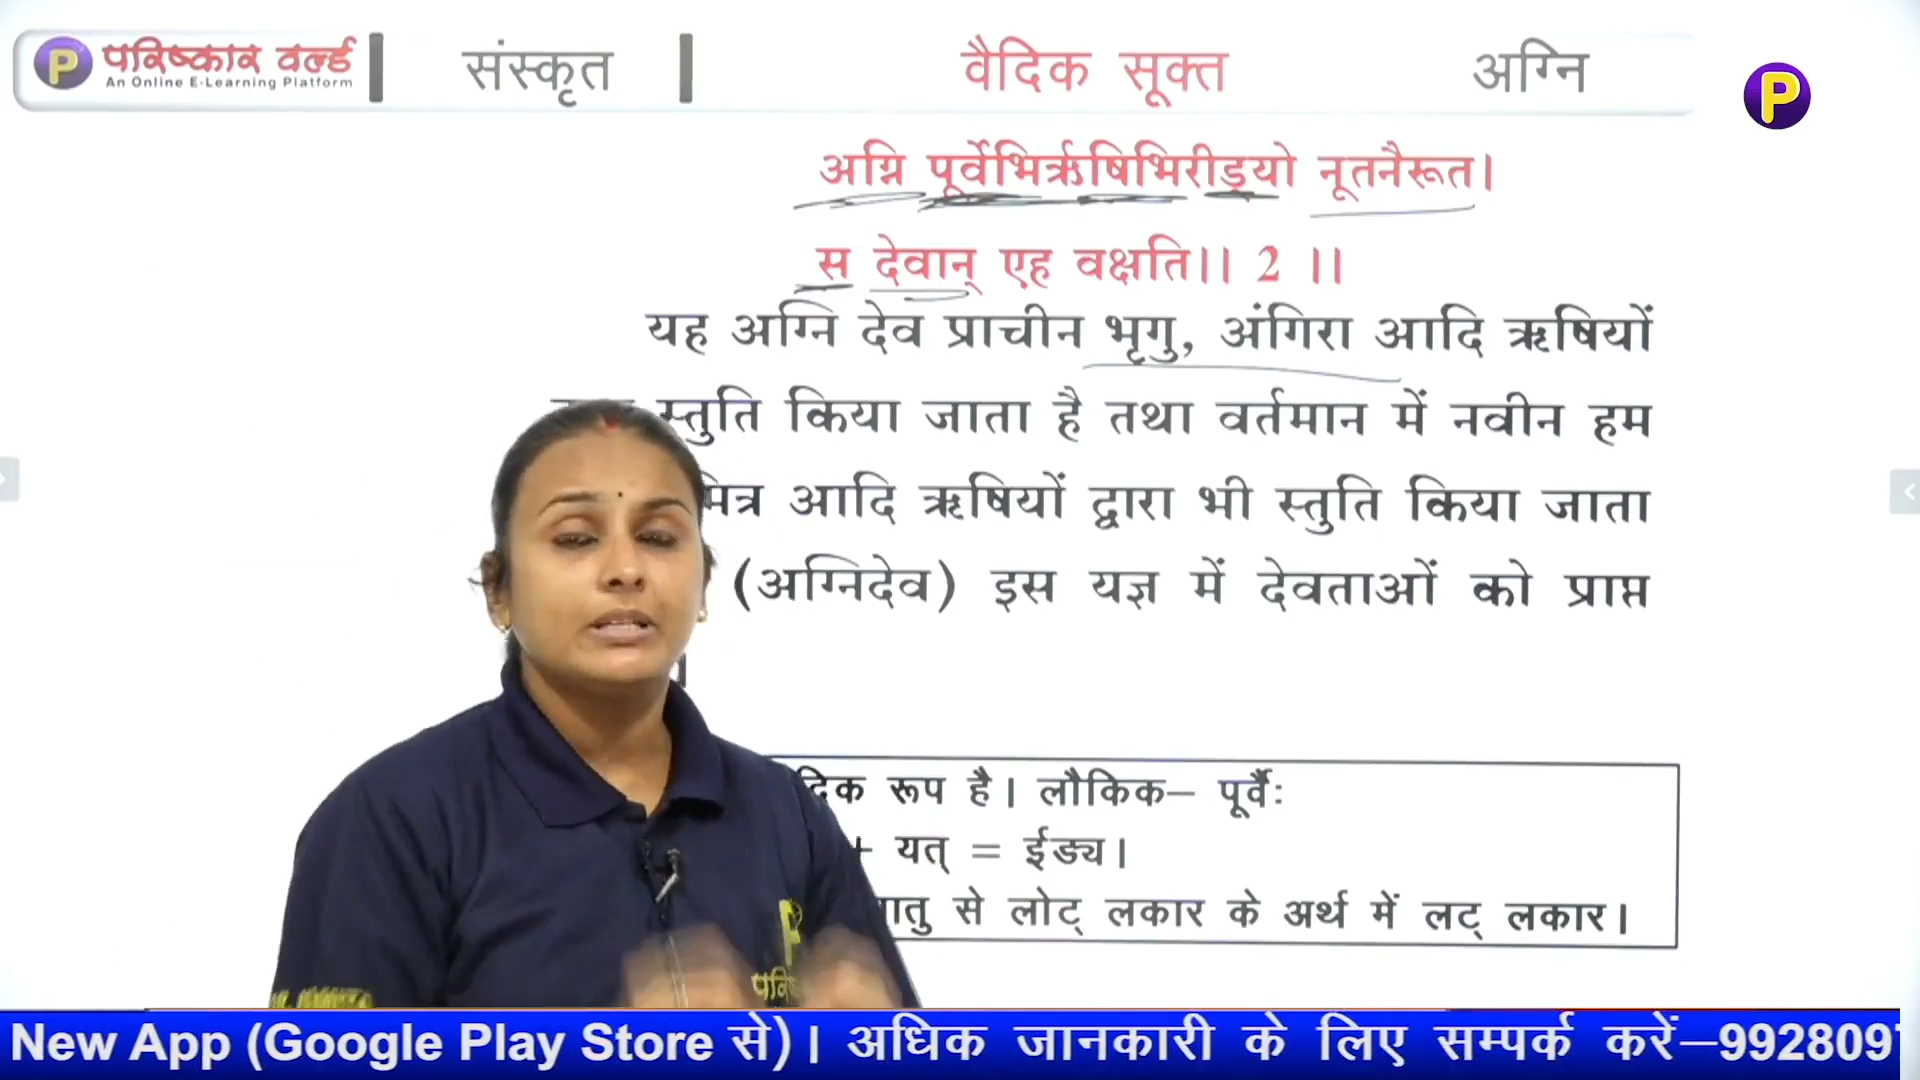 परिष्कार वर्ल्ड
An Online E-Learning Platform
संस्कृत
वैदिक सूक्त
अग्नि
P
P
अग्नि पूर्वेभिर्ऋषिभिरीड्यो नूतनैरूत।
स देवान् एह वक्षति।। 2 ।।
यह अग्नि देव प्राचीन भृगु, अंगिरा आदि ऋषियों
स्तुति किया जाता है तथा वर्तमान में नवीन हम
मित्र आदि ऋषियों द्वारा भी स्तुति किया जाता
(अग्निदेव) इस यज्ञ में देवताओं को प्राप्त
दिक रूप है। लौकिक– पूर्वैः
+ यत् = ईड्य।
ातु से लोट् लकार के अर्थ में लट् लकार।
New App (Google Play Store से)। अधिक जानकारी के लिए सम्पर्क करें–9928097